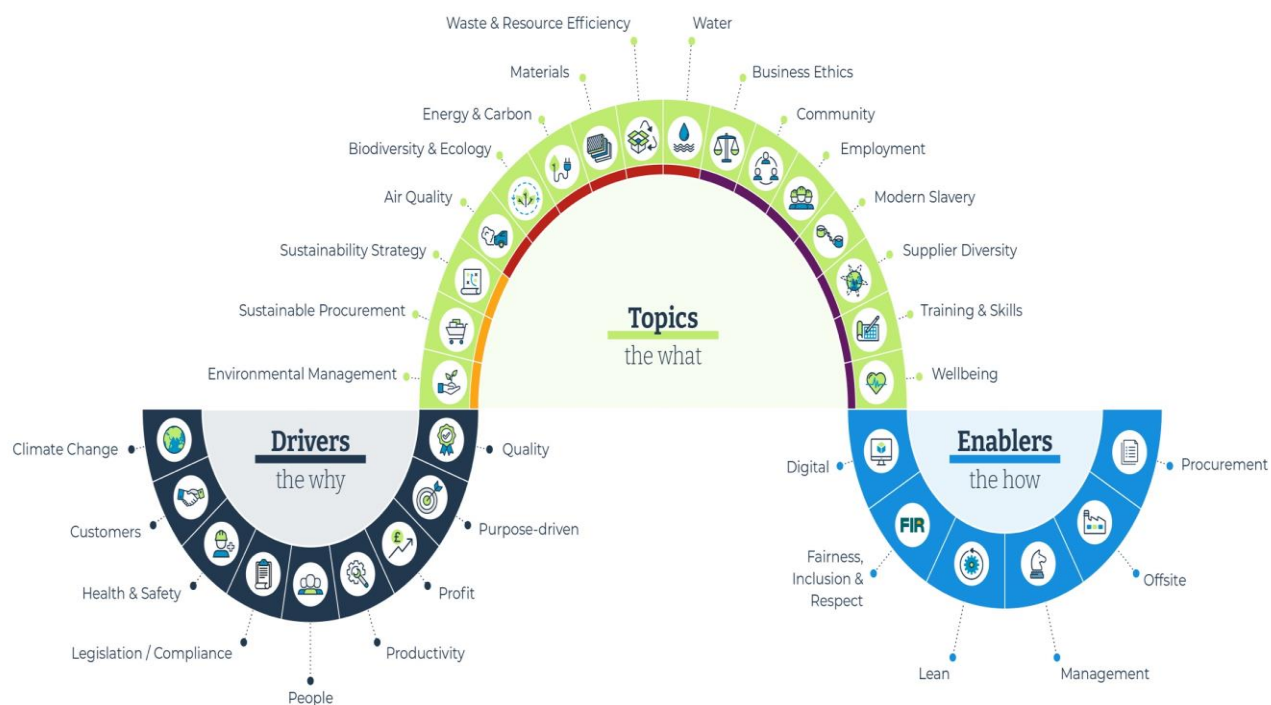 Waste & Resource Efficiency
Water
Materials
Business Ethics
Energy & Carbon
Community
Biodiversity & Ecology
Employment
Air Quality
Modern Slavery
Sustainability Strategy
Supplier Diversity
Sustainable Procurement
Training & Skills
Environmental Management
Wellbeing
Topics
the what
Drivers
the why
Climate Change
Customers
Health & Safety
Legislation / Compliance
People
Productivity
Profit
Purpose-driven
Quality
£
Enablers
the how
Digital
FIR
Fairness,
Inclusion &
Respect
Lean
Management
Offsite
Procurement